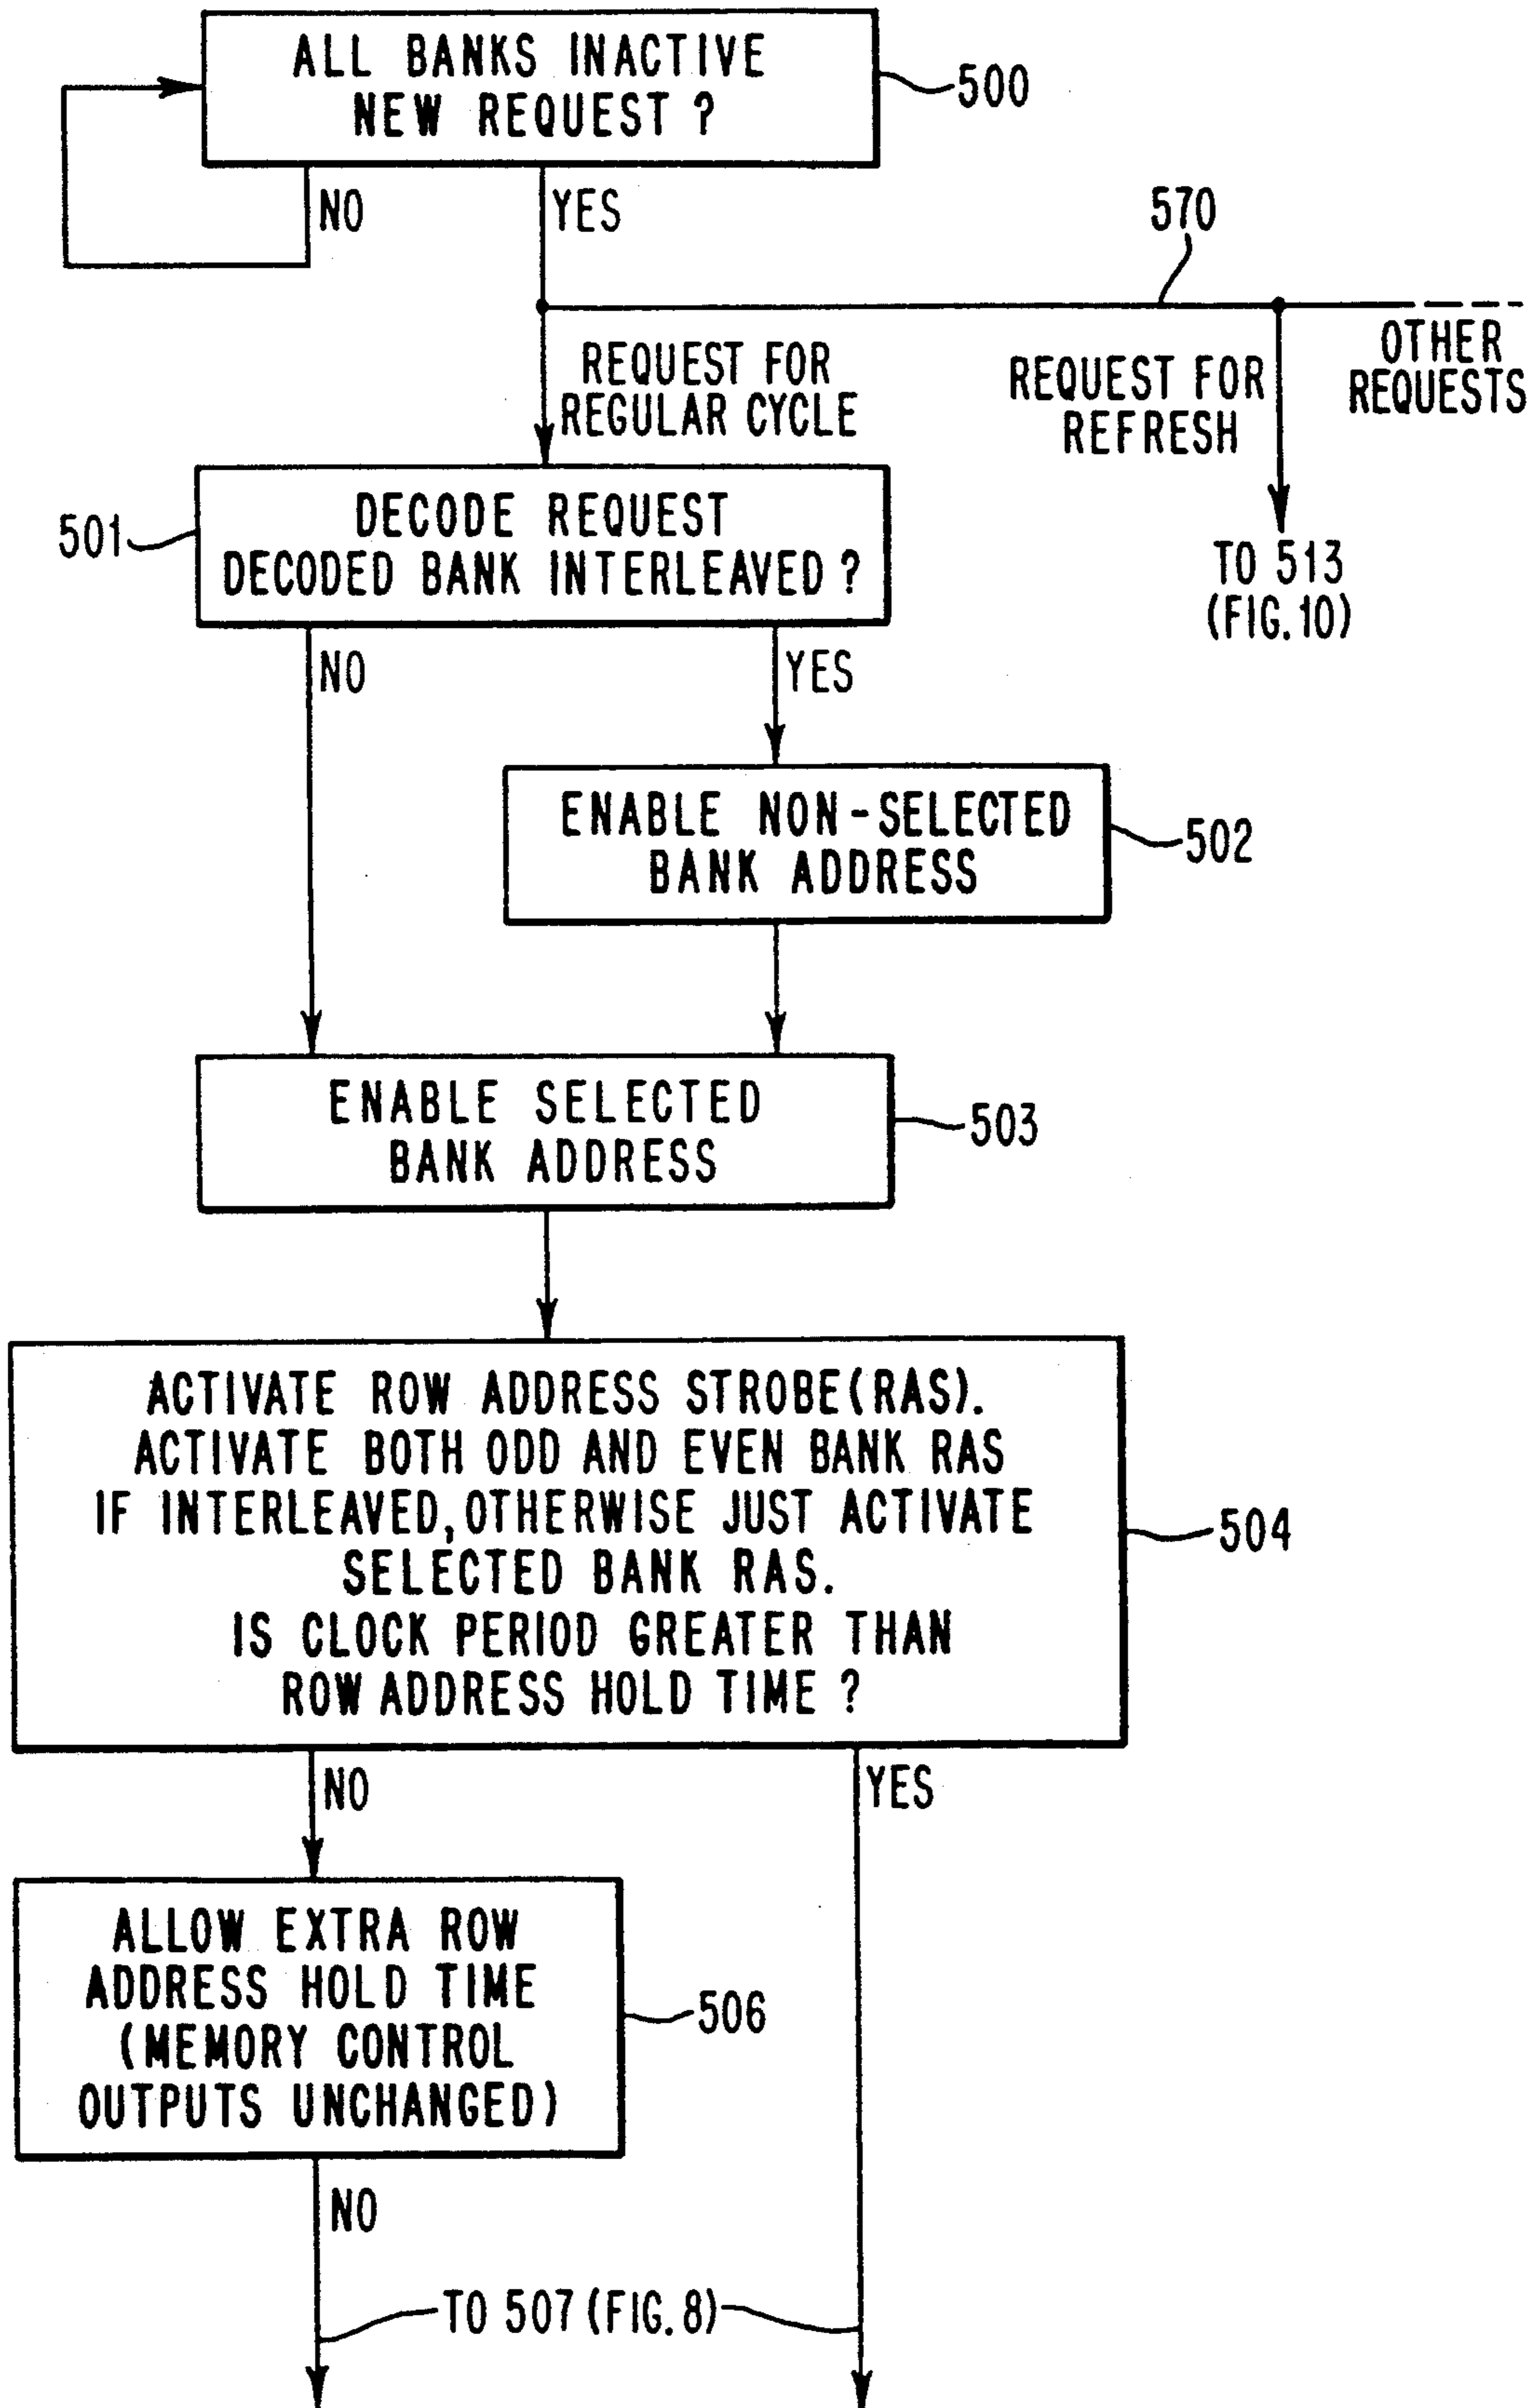 ALL BANKS INACTIVE
NEW REQUEST ?
500
NO
YES
570
REQUEST FOR
REGULAR CYCLE
REQUEST FOR
REFRESH
OTHER
REQUESTS
TO 513
(FIG. 10)
501
DECODE REQUEST
DECODED BANK INTERLEAVED ?
NO
YES
ENABLE NON-SELECTED
BANK ADDRESS
502
ENABLE SELECTED
BANK ADDRESS
503
ACTIVATE ROW ADDRESS STROBE(RAS).
ACTIVATE BOTH ODD AND EVEN BANK RAS
IF INTERLEAVED, OTHERWISE JUST ACTIVATE
SELECTED BANK RAS.
IS CLOCK PERIOD GREATER THAN
ROW ADDRESS HOLD TIME ?
504
NO
YES
ALLOW EXTRA ROW
ADDRESS HOLD TIME
(MEMORY CONTROL
OUTPUTS UNCHANGED)
506
NO
TO 507 (FIG. 8)